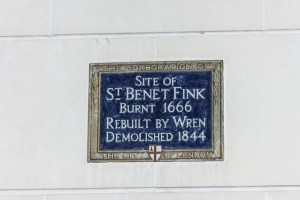 THE CORPORATION OF
SITE OF
ST BENET FINK
BURNT 1666
REBUILT BY WREN
DEMOLISHED 1844
THE CITY OF LONDON